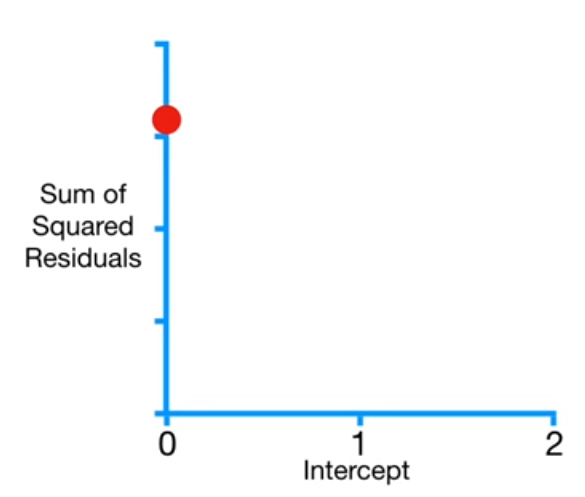 Sum of
Squared
Residuals
0
1
2
Intercept